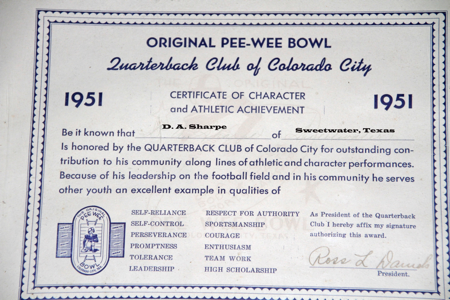 ORIGINAL PEE-WEE BOWL
Quarterback Club of Colorado City
1951 CERTIFICATE OF CHARACTER 1951
and ATHLETIC ACHIEVEMENT
Be it known that D. A. Sharpe of Sweetwater, Texas
Is honored by the QUARTERBACK CLUB of Colorado City for outstanding con-
tribution to his community along lines of athletic and character performances.
Because of his leadership on the football field and in his community he serves
other youth an excellent example in qualities of
PEE WEE
BOWL
SELF-RELIANCE RESPECT FOR AUTHORITY
SELF-CONTROL SPORTSMANSHIP
PERSEVERANCE COURAGE
PROMPTNESS ENTHUSIASM
TOLERANCE TEAM WORK
LEADERSHIP HIGH SCHOLARSHIP
As President of the Quarterback
Club I hereby affix my signature
authorizing this award.
Ross L
President.